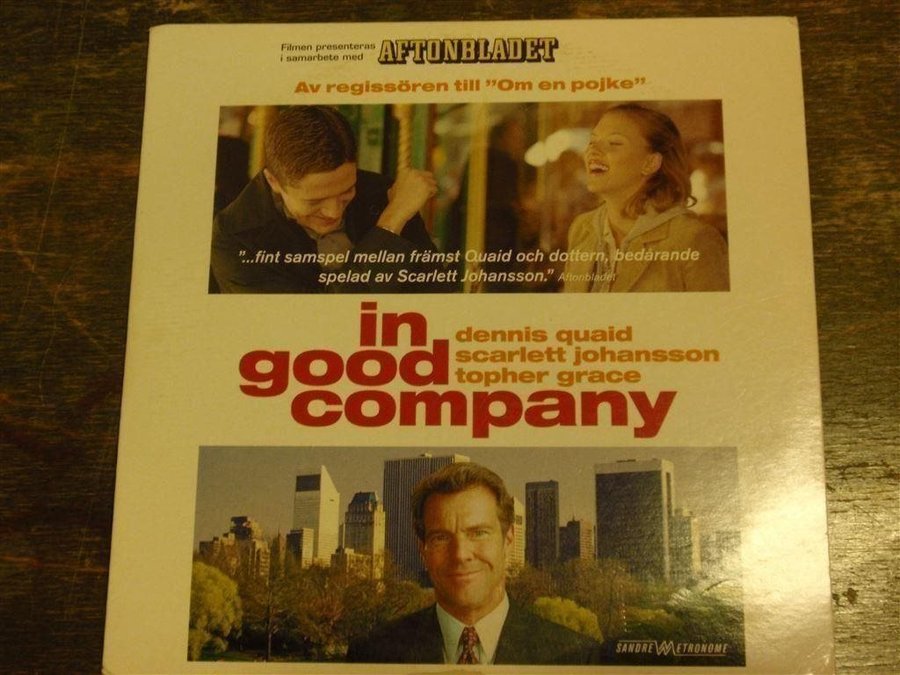 Filmen presenteras
i samarbete med AFTONBLADET
Av regissören till "Om en pojke"
"...fint samspel mellan främst Quaid och dottern, bedårande
spelad av Scarlett Johansson." Aftonbladet
in
good
company
dennis quaid
scarlett johansson
topher grace
SANDREW METRONOME